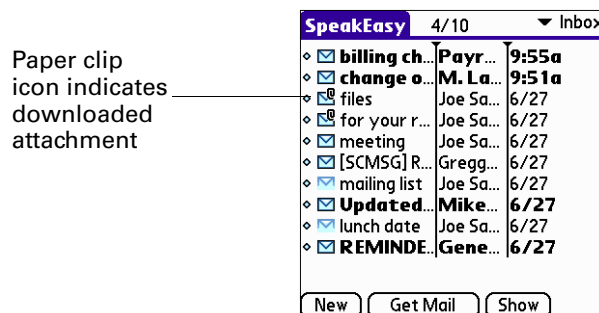 Paper clip
icon indicates
downloaded
attachment
SpeakEasy 4/10 Inbox
billing ch... Payr... 9:55a
change o... M. La... 9:51a
files Joe Sa... 6/27
for your r... Joe Sa... 6/27
meeting Joe Sa... 6/27
[SCMSG] R... Gregg... 6/27
mailing list Joe Sa... 6/27
Updated... Mike... 6/27
lunch date Joe Sa... 6/27
REMINDE.. Gene... 6/27
New Get Mail Show